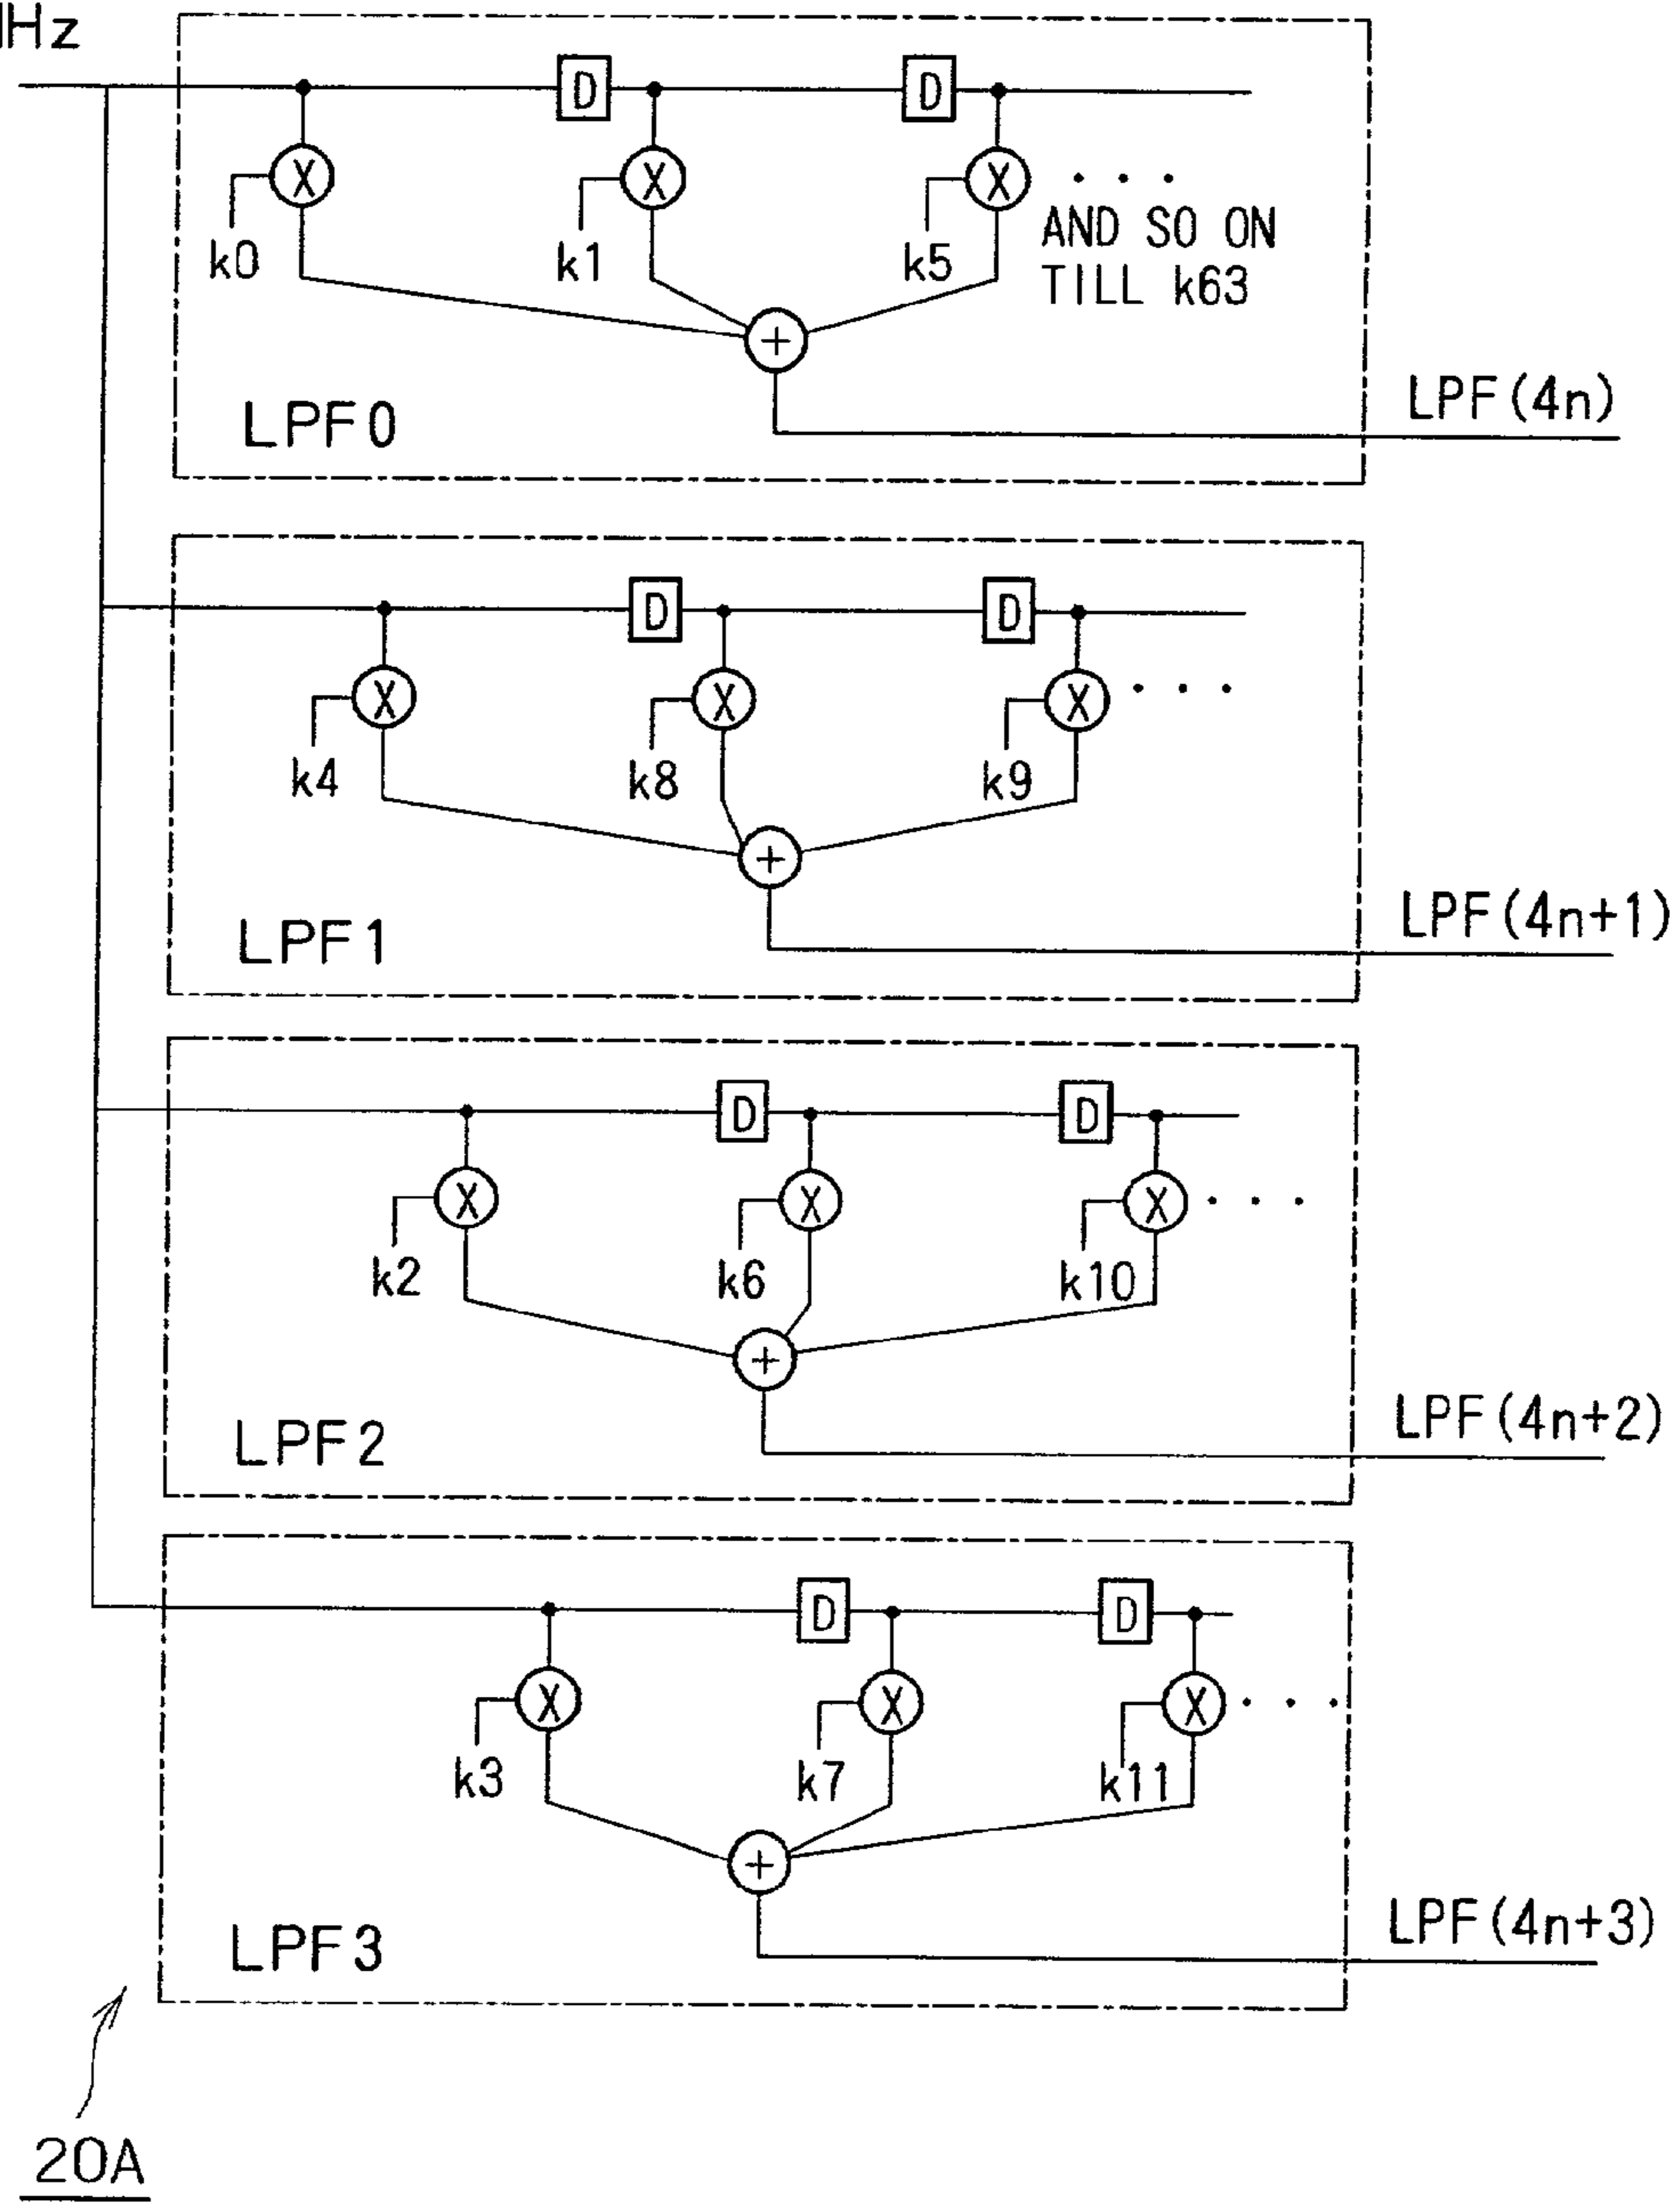 Hz
D D
X X X . . .
k0 k1 k5 AND SO ON
TILL k63
+
LPF0 LPF(4n)
D D
X X X . . .
k4 k8 k9
+
LPF1 LPF(4n+1)
D D
X X X . . .
k2 k6 k10
+
LPF2 LPF(4n+2)
D D
X X X . . .
k3 k7 k11
+
LPF3 LPF(4n+3)
20A